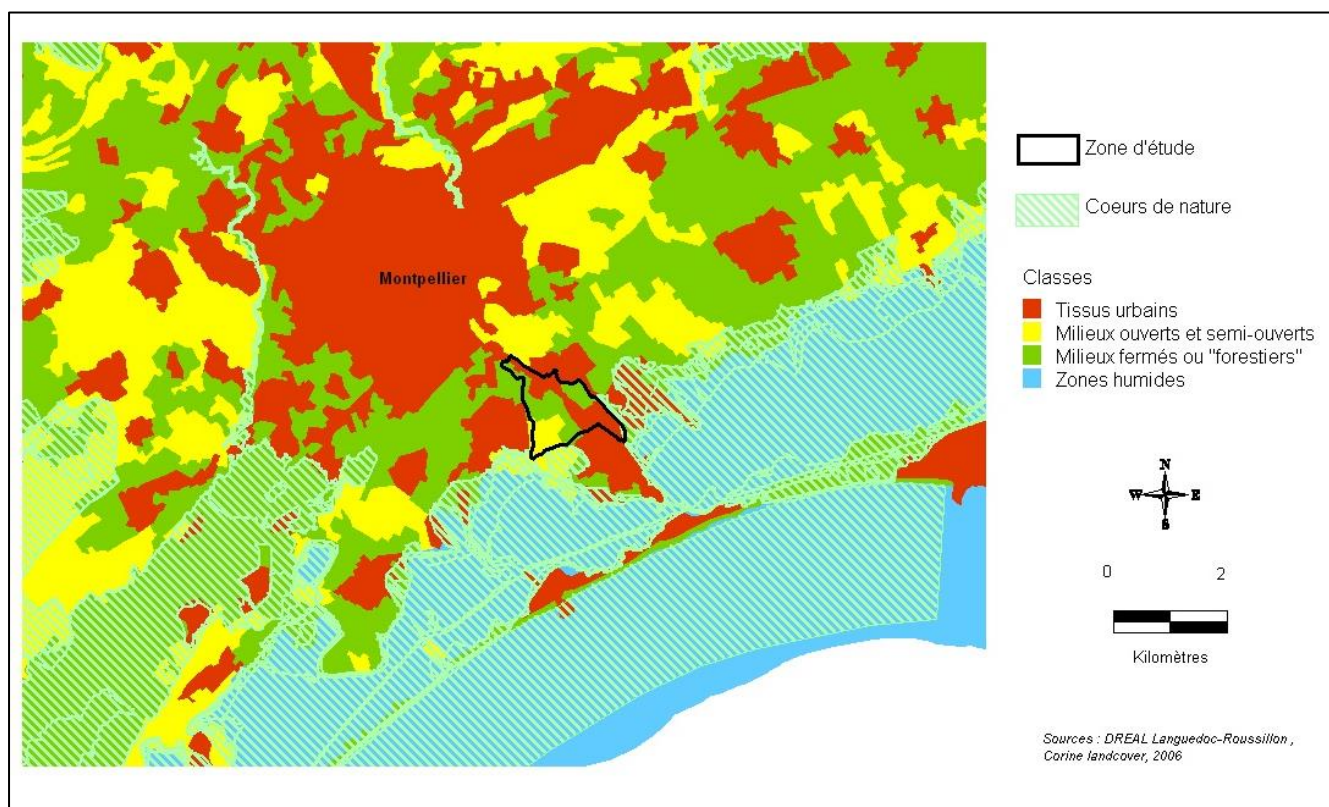 Zone d'étude
Coeurs de nature
Montpellier
Classes
Tissus urbains
Milieux ouverts et semi-ouverts
Milieux fermés ou "forestiers"
Zones humides
N
W E
S
0 2
Kilomètres
Sources : DREAL Languedoc-Roussillon ,
Corine landcover, 2006